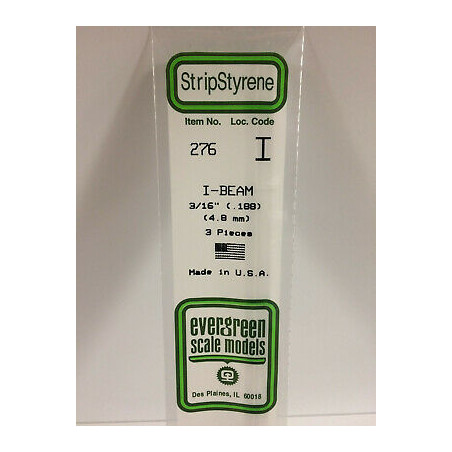 StripStyrene
Item No. Loc. Code
276 I
I-BEAM
3/16" (.188)
(4.8 mm)
3 Pieces
Made in U.S.A.
evergreen
scale models
Des Plaines, IL 60018